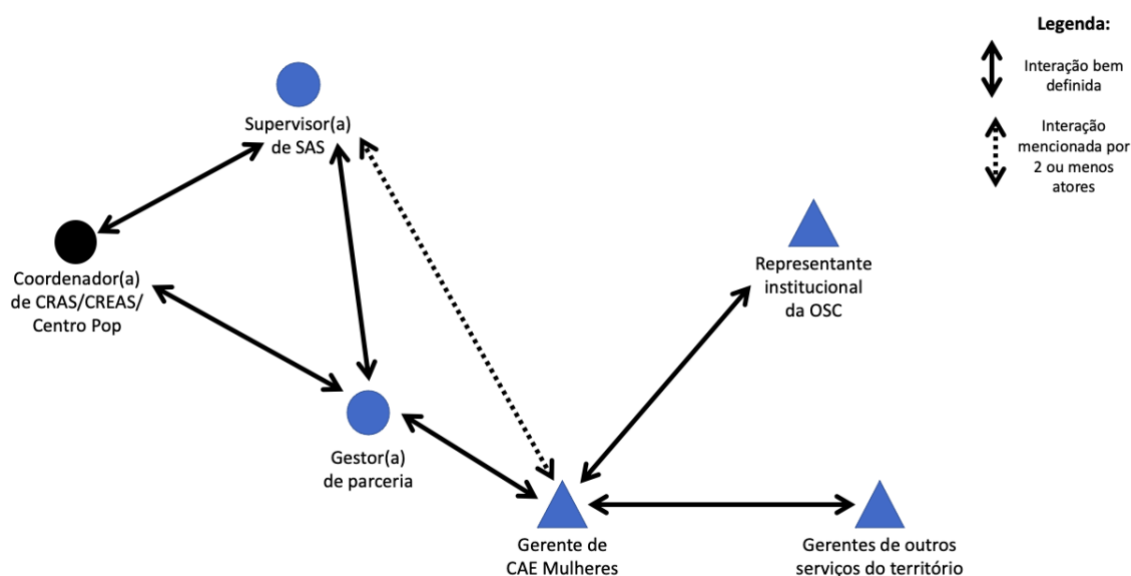 Legenda:
Interação bem
definida
Interação
mencionada por
2 ou menos
atores
Supervisor(a)
de SAS
Coordenador(a)
de CRAS/CREAS/
Centro Pop
Representante
institucional
da OSC
Gestor(a)
de parceria
Gerente de
CAE Mulheres
Gerentes de outros
serviços do território